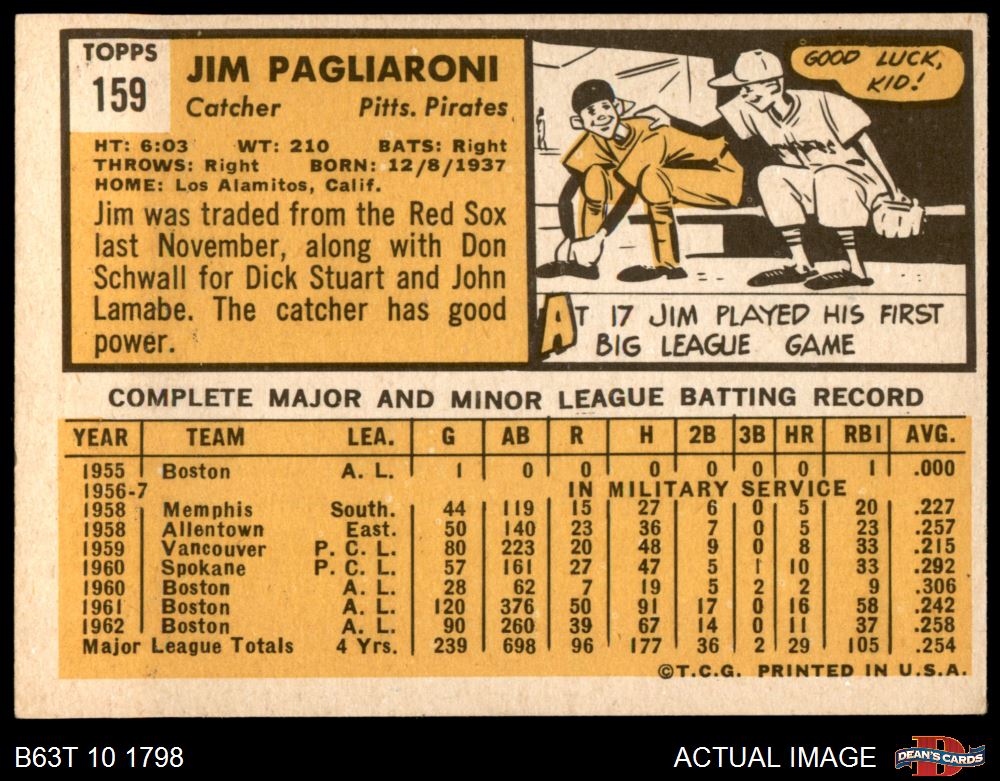 TOPPS
159
JIM PAGLIARONI
Catcher Pitts. Pirates
HT: 6:03 WT: 210 BATS: Right
THROWS: Right BORN: 12/8/1937
HOME: Los Alamitos, Calif.
Jim was traded from the Red Sox
last November, along with Don
Schwall for Dick Stuart and John
Lamabe. The catcher has good
power.
GOOD LUCK,
KID!
AT 17 JIM PLAYED HIS FIRST
BIG LEAGUE GAME
COMPLETE MAJOR AND MINOR LEAGUE BATTING RECORD
YEAR TEAM LEA. G AB R H 2B 3B HR RBI AVG.
1955 Boston A. L. 1 0 0 0 0 0 0 1 .000
1956-7 IN MILITARY SERVICE
1958 Memphis South. 44 119 15 27 6 0 5 20 .227
1958 Allentown East. 50 140 23 36 7 0 5 23 .257
1959 Vancouver P. C. L. 80 223 20 48 9 0 8 33 .215
1960 Spokane P. C. L. 57 161 27 47 5 1 10 33 .292
1960 Boston A. L. 28 62 7 19 5 2 2 9 .306
1961 Boston A. L. 120 376 50 91 17 0 16 58 .242
1962 Boston A. L. 90 260 39 67 14 0 11 37 .258
Major League Totals 4 Yrs. 239 698 96 177 36 2 29 105 .254
©T.C.G. PRINTED IN U.S.A.
B63T 10 1798
ACTUAL IMAGE
DEAN'S CARDS